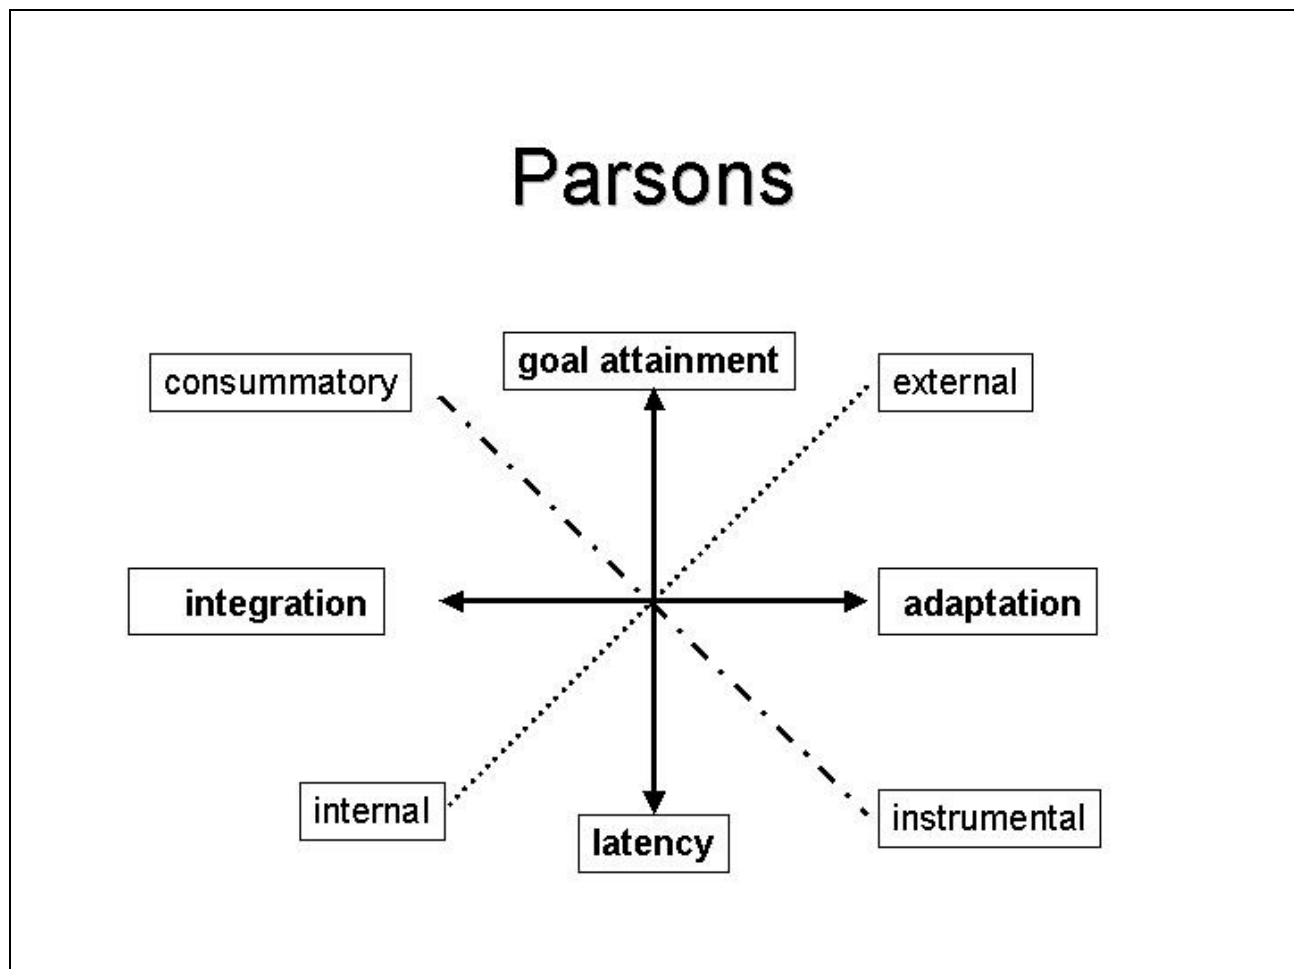 Parsons
goal attainment
consummatory
external
integration
adaptation
internal
instrumental
latency